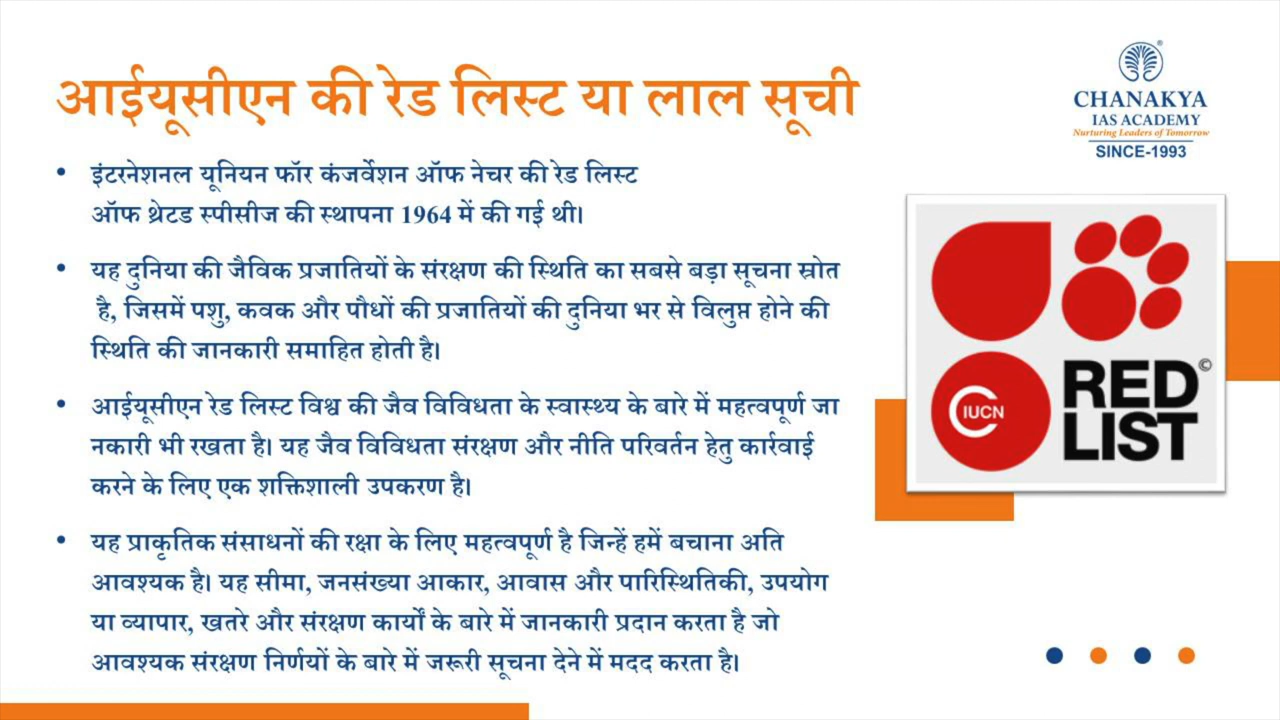 आईयूसीएन की रेड लिस्ट या लाल सूची
CHANAKYA
IAS ACADEMY
Nurturing Leaders of Tomorrow
SINCE-1993
• इंटरनेशनल यूनियन फॉर कंजर्वेशन ऑफ नेचर की रेड लिस्ट
ऑफ थ्रेटड स्पीसीज की स्थापना 1964 में की गई थी।
• यह दुनिया की जैविक प्रजातियों के संरक्षण की स्थिति का सबसे बड़ा सूचना स्रोत
है, जिसमें पशु, कवक और पौधों की प्रजातियों की दुनिया भर से विलुप्त होने की
स्थिति की जानकारी समाहित होती है।
• आईयूसीएन रेड लिस्ट विश्व की जैव विविधता के स्वास्थ्य के बारे में महत्वपूर्ण जा
नकारी भी रखता है। यह जैव विविधता संरक्षण और नीति परिवर्तन हेतु कार्रवाई
करने के लिए एक शक्तिशाली उपकरण है।
• यह प्राकृतिक संसाधनों की रक्षा के लिए महत्वपूर्ण है जिन्हें हमें बचाना अति
आवश्यक है। यह सीमा, जनसंख्या आकार, आवास और पारिस्थितिकी, उपयोग
या व्यापार, खतरे और संरक्षण कार्यों के बारे में जानकारी प्रदान करता है जो
आवश्यक संरक्षण निर्णयों के बारे में जरूरी सूचना देने में मदद करता है।
IUCN
RED ©
LIST